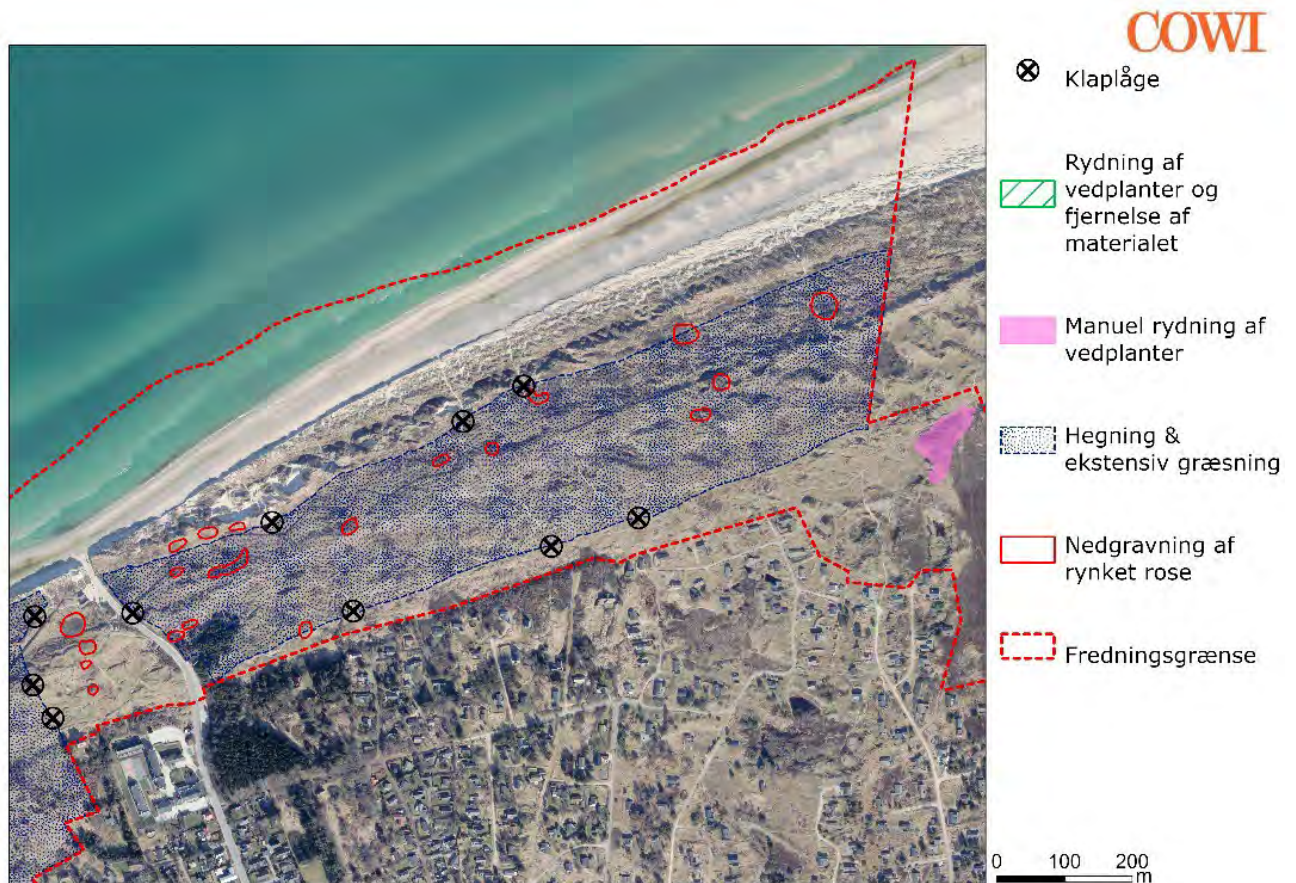 COWI
Klaplåge
Rydning af
vedplanter og
fjernelse af
materialet
Manuel rydning af
vedplanter
Hegning &
ekstensiv græsning
Nedgravning af
rynket rose
Fredningsgrænse
0 100 200
m